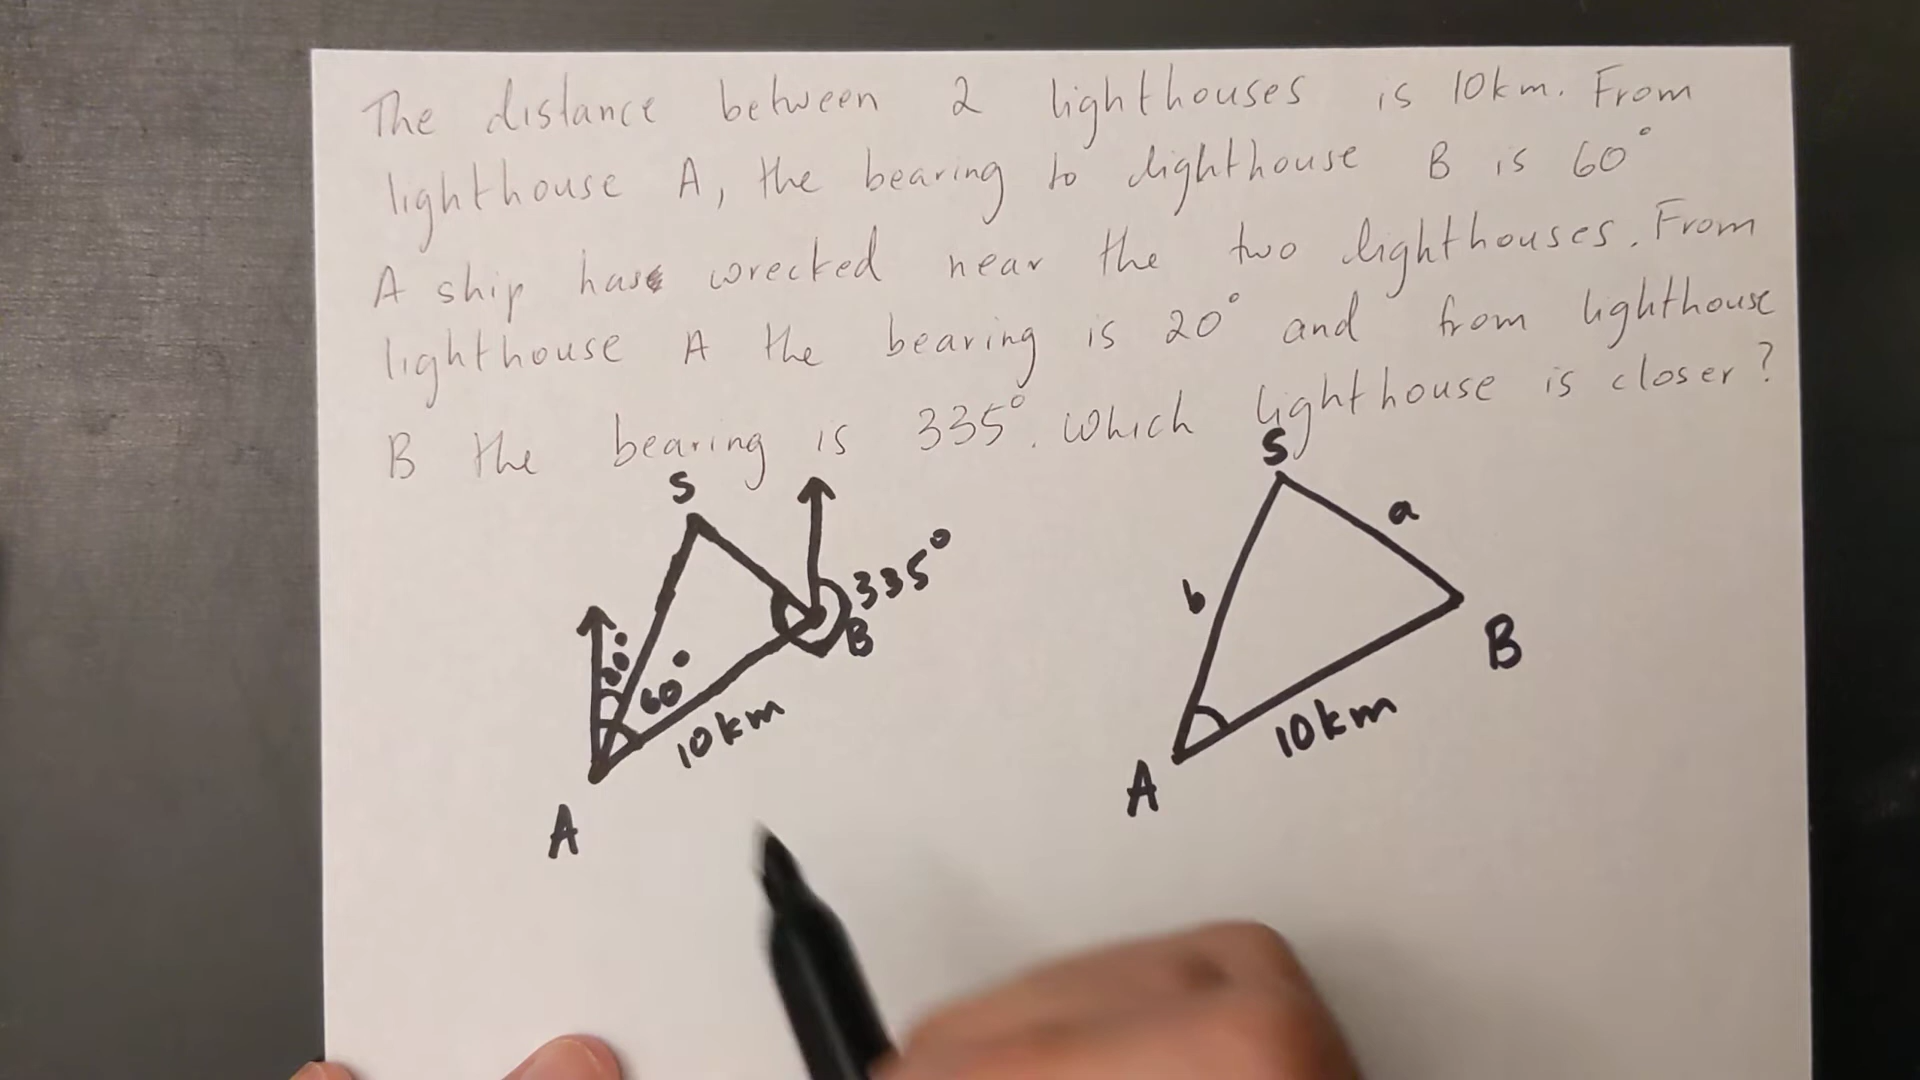 The distance between 2 lighthouses is 10km. From
lighthouse A, the bearing to lighthouse B is 60°
A ship has wrecked near the two lighthouses. From
lighthouse A the bearing is 20° and from lighthouse
B the bearing is 335°. Which lighthouse is closer?
S
335°
B
20°
60°
10km
A
S
a
b
B
10km
A